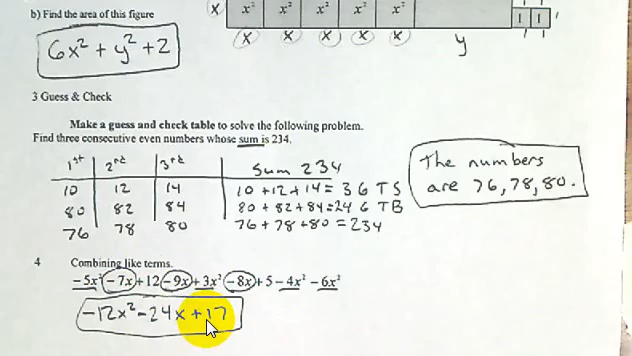 x x² x² x² x² x² 1 1
b) Find the area of this figure
x x x x x y
6x² + y² + 2
3 Guess & Check
Make a guess and check table to solve the following problem.
Find three consecutive even numbers whose sum is 234.
1st 2nd 3rd Sum 234
10 12 14 10 + 12 + 14 = 36 TS
80 82 84 80 + 82 + 84 = 246 TB
76 78 80 76 + 78 + 80 = 234
The numbers
are 76, 78, 80.
4 Combining like terms.
-5x² - 7x + 12 - 9x + 3x² - 8x + 5 - 4x² - 6x²
-12x² - 24x + 17